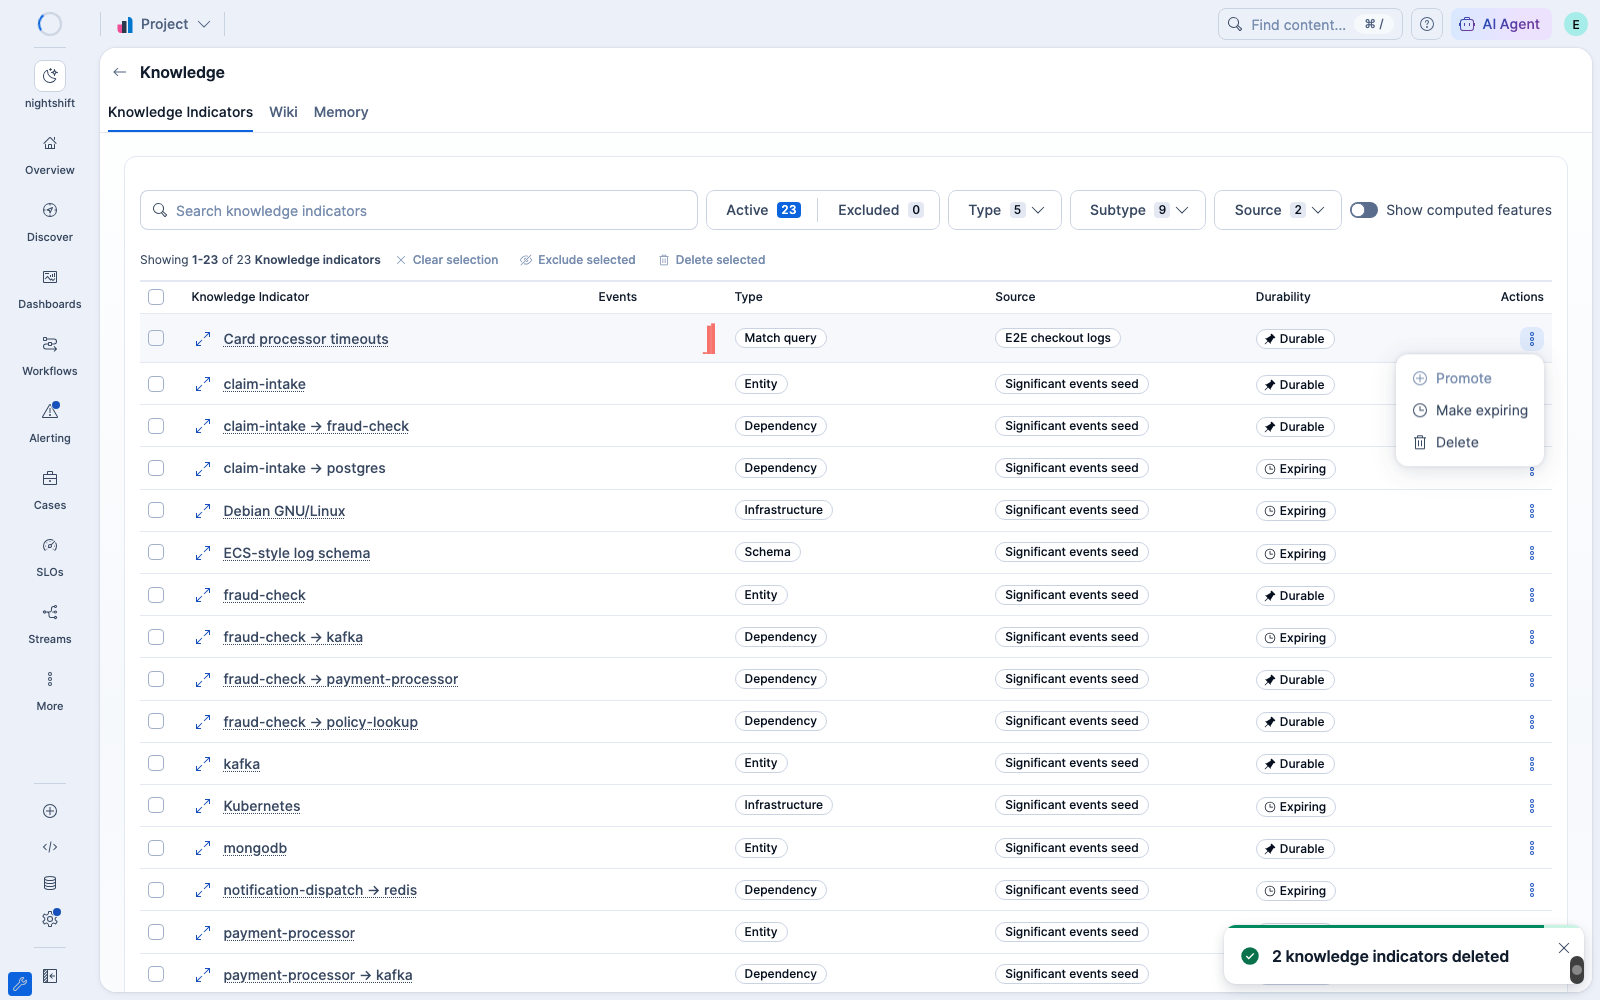 Project
Find content...
⌘ /
AI Agent
E
nightshift
Overview
Discover
Dashboards
Workflows
Alerting
Cases
SLOs
Streams
More
Knowledge
Knowledge Indicators
Wiki
Memory
Search knowledge indicators
Active 23
Excluded 0
Type 5
Subtype 9
Source 2
Show computed features
Showing 1-23 of 23 Knowledge indicators
Clear selection
Exclude selected
Delete selected
Knowledge Indicator Events Type Source Durability Actions
Card processor timeouts Match query E2E checkout logs Durable
claim-intake Entity Significant events seed Durable
claim-intake → fraud-check Dependency Significant events seed Durable
claim-intake → postgres Dependency Significant events seed Expiring
Debian GNU/Linux Infrastructure Significant events seed Expiring
ECS-style log schema Schema Significant events seed Expiring
fraud-check Entity Significant events seed Durable
fraud-check → kafka Dependency Significant events seed Expiring
fraud-check → payment-processor Dependency Significant events seed Durable
fraud-check → policy-lookup Dependency Significant events seed Durable
kafka Entity Significant events seed Durable
Kubernetes Infrastructure Significant events seed Expiring
mongodb Entity Significant events seed Durable
notification-dispatch → redis Dependency Significant events seed Expiring
payment-processor Entity Significant events seed
payment-processor → kafka Dependency Significant events seed
Promote
Make expiring
Delete
2 knowledge indicators deleted